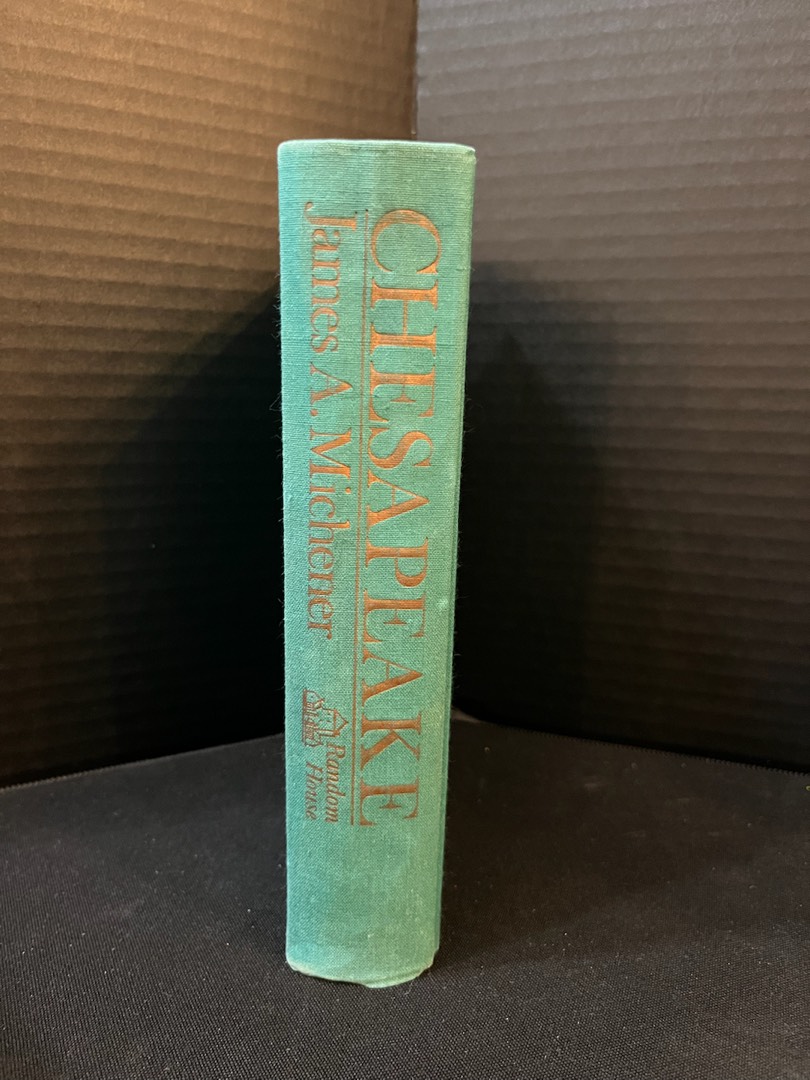 CHESAPEAKE
James A. Michener
Random
House